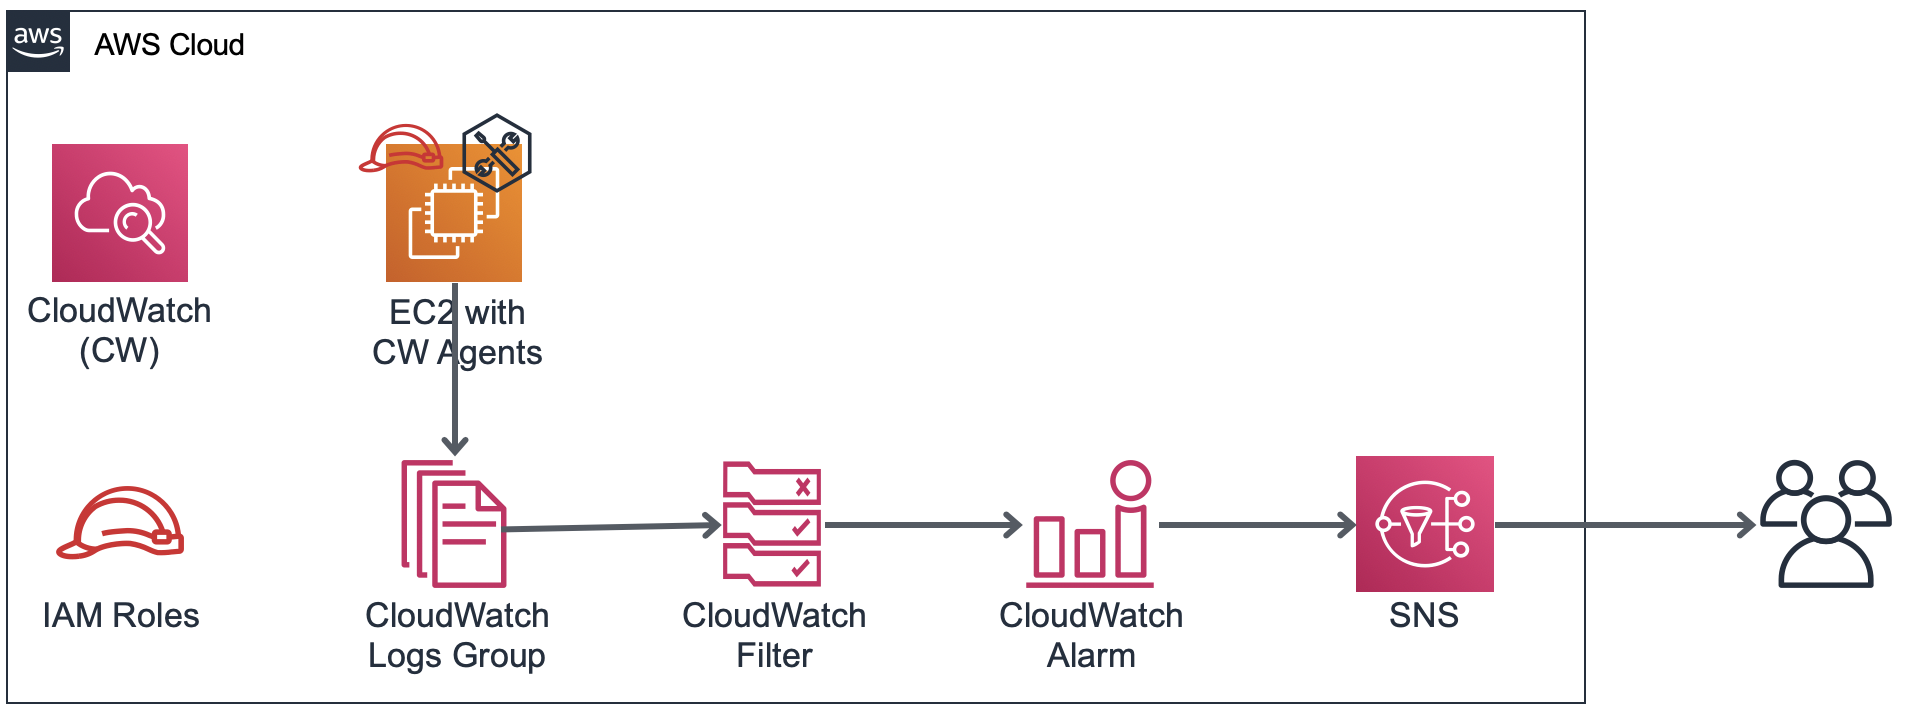 aws
AWS Cloud
CloudWatch
(CW)
EC2 with
CW Agents
IAM Roles
CloudWatch
Logs Group
CloudWatch
Filter
CloudWatch
Alarm
SNS